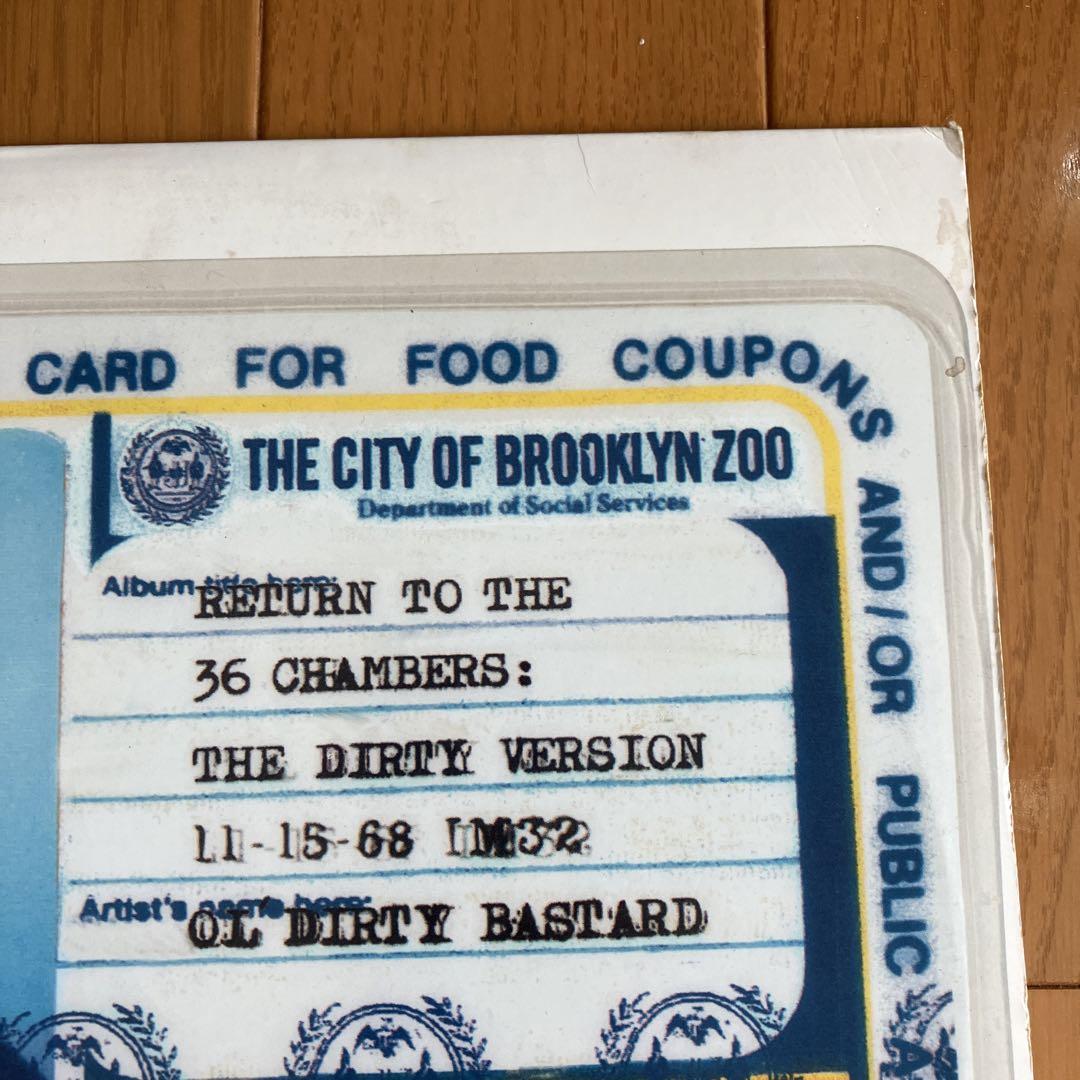 CARD FOR FOOD COUPONS AND/OR PUBLIC A
THE CITY OF BROOKLYN ZOO
Department of Social Services
Album title here:
RETURN TO THE
36 CHAMBERS:
THE DIRTY VERSION
11-15-68
Artist's name here:
OL' DIRTY BASTARD